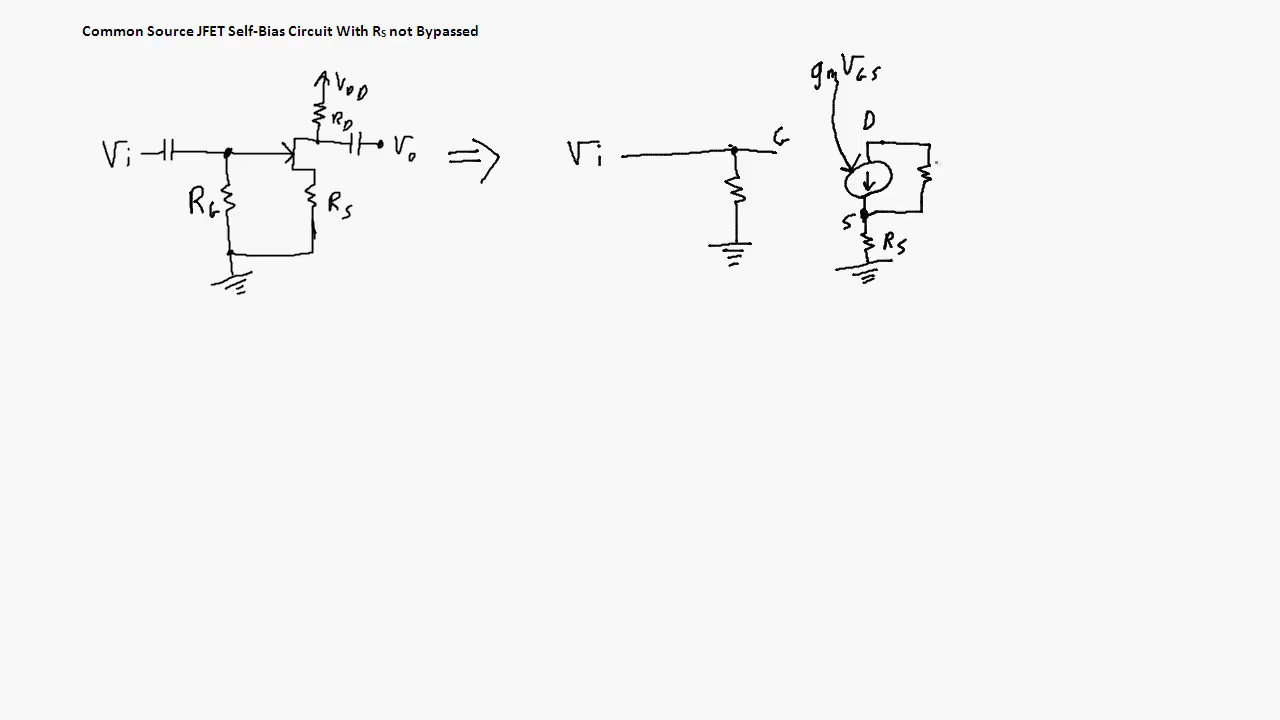 Common Source JFET Self-Bias Circuit With RS not Bypassed
VDD
RD
Vi
Vo
RG
RS
gmVGS
Vi
G
D
S
RS